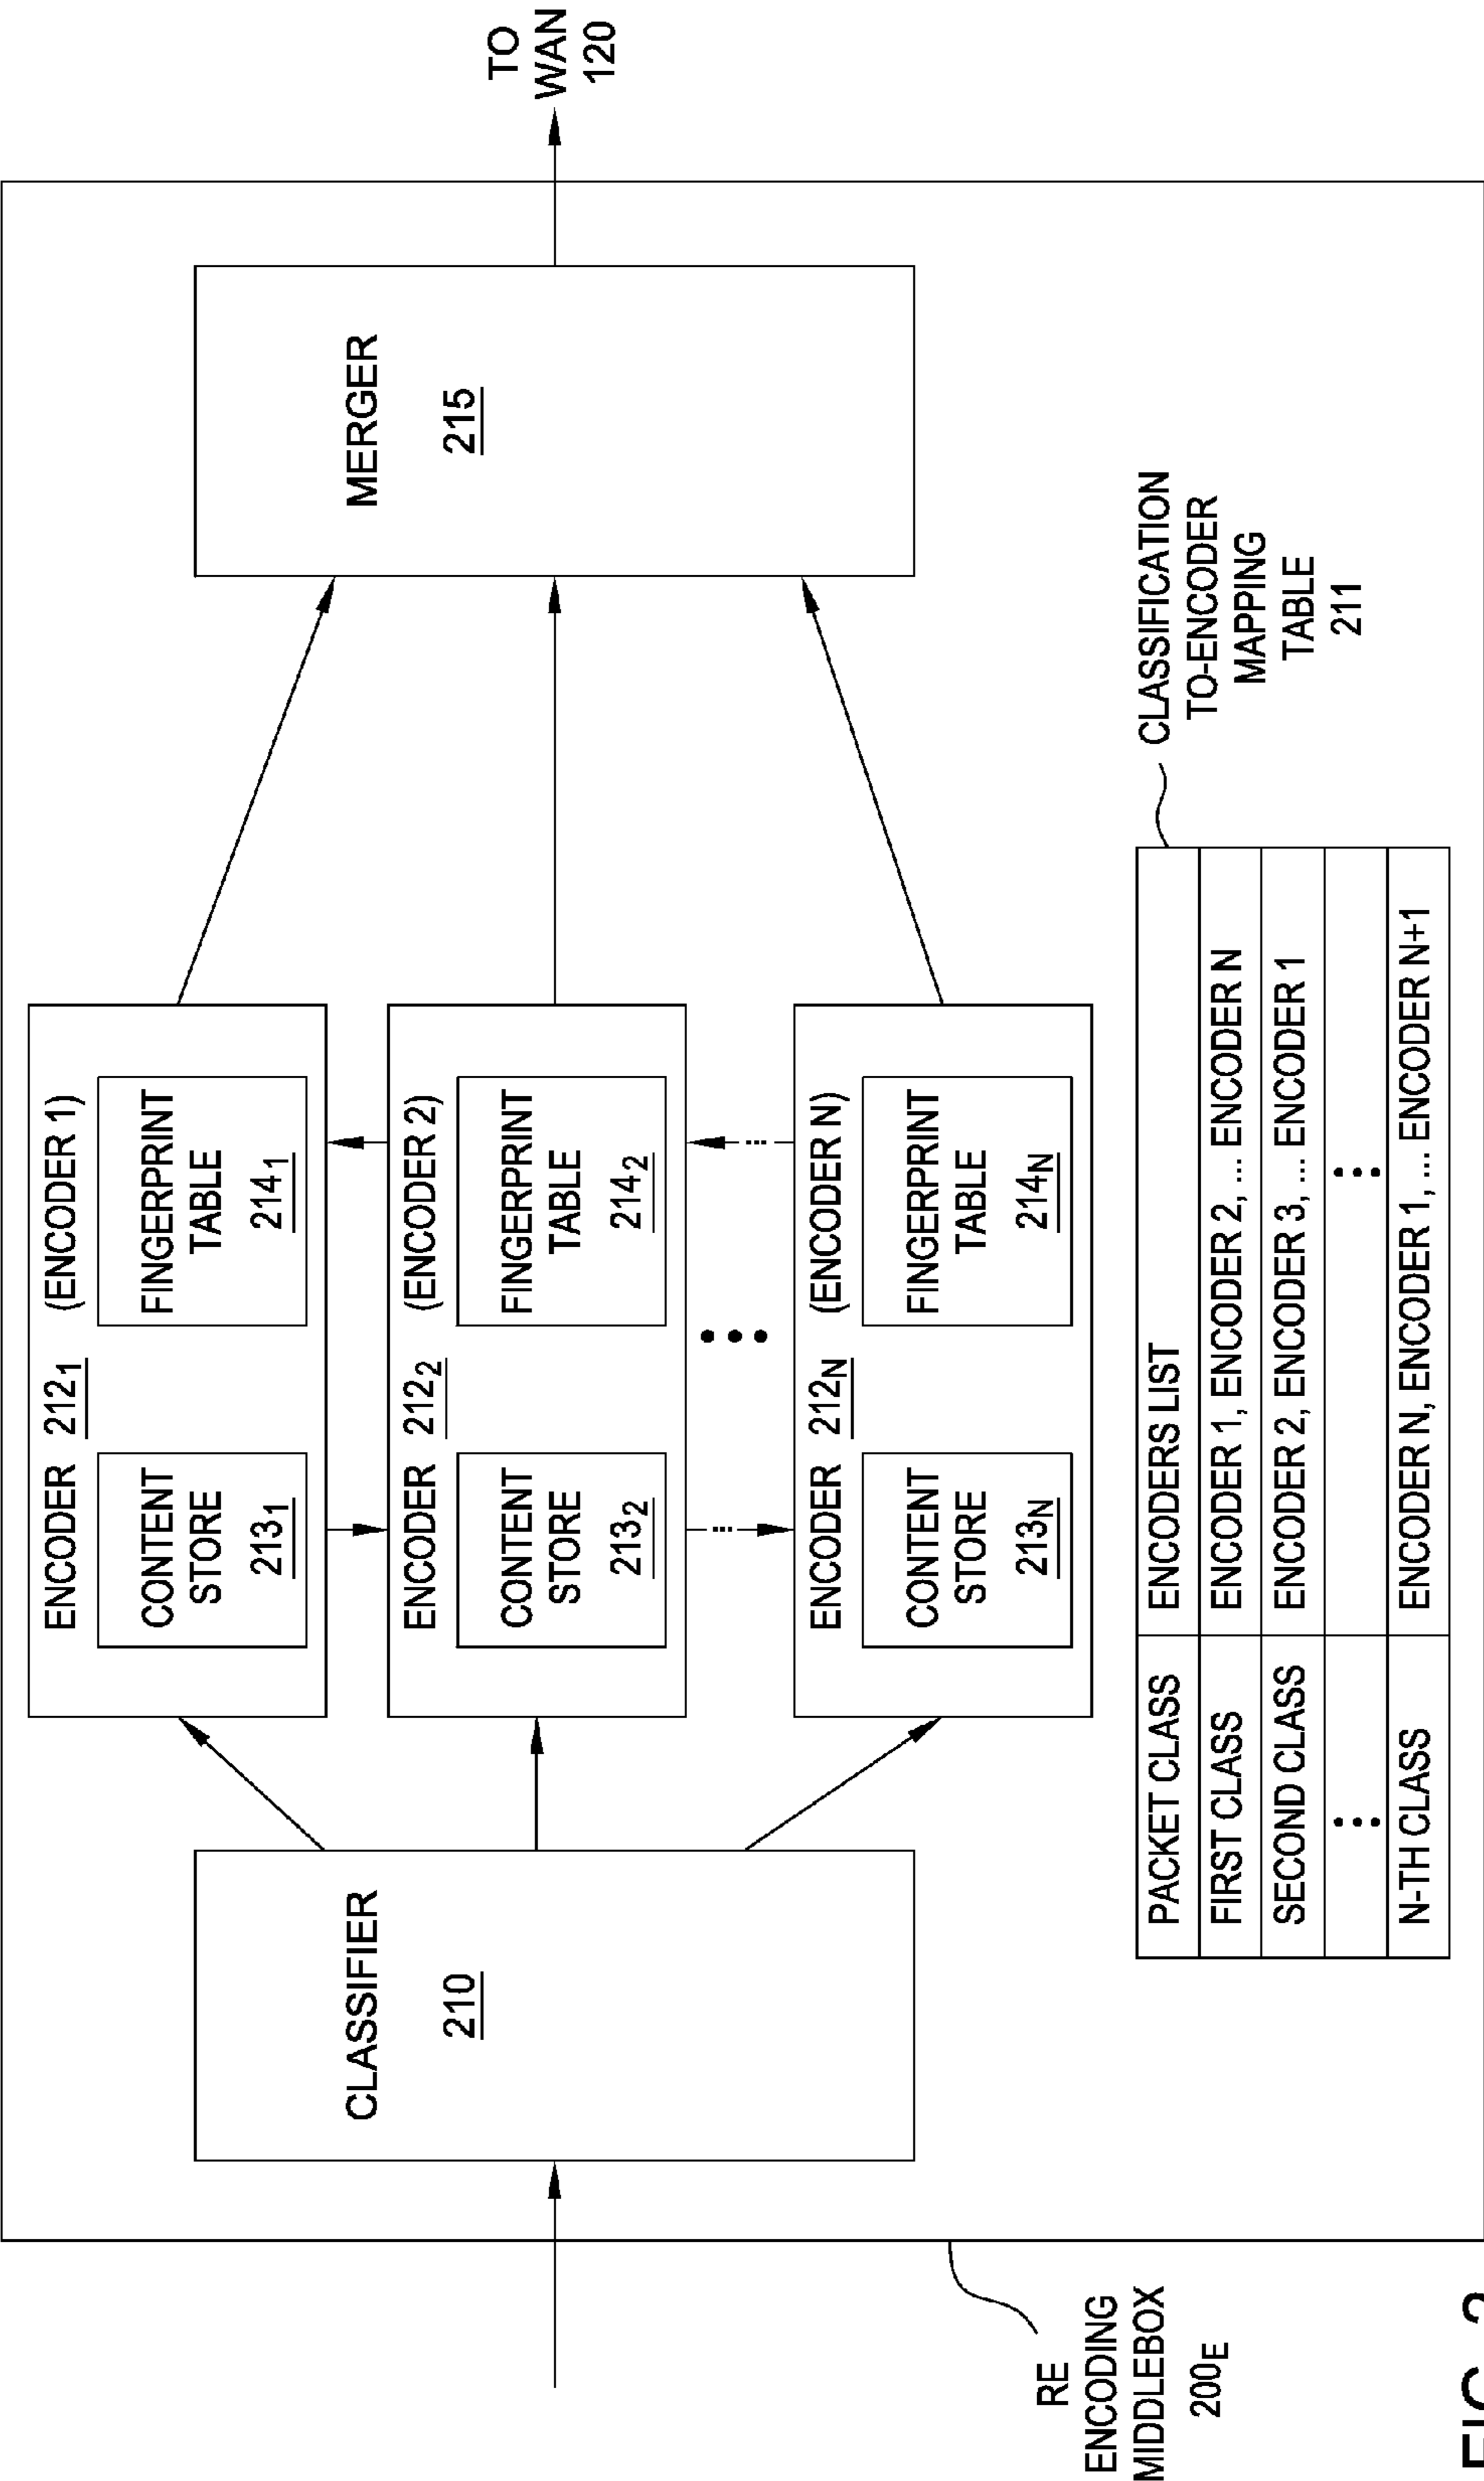 TO
WAN
120
CLASSIFIER
210
ENCODER 212₁ (ENCODER 1)
CONTENT
STORE
213₁
FINGERPRINT
TABLE
214₁
ENCODER 212₂ (ENCODER 2)
CONTENT
STORE
213₂
FINGERPRINT
TABLE
214₂
ENCODER 212N (ENCODER N)
CONTENT
STORE
213N
FINGERPRINT
TABLE
214N
MERGER
215
PACKET CLASS ENCODERS LIST
FIRST CLASS ENCODER 1, ENCODER 2, ... ENCODER N
SECOND CLASS ENCODER 2, ENCODER 3, ... ENCODER 1
N-TH CLASS ENCODER N, ENCODER 1, ... ENCODER N+1
CLASSIFICATION
TO-ENCODER
MAPPING
TABLE
211
RE
ENCODING
MIDDLEBOX
200E
FIG. 2